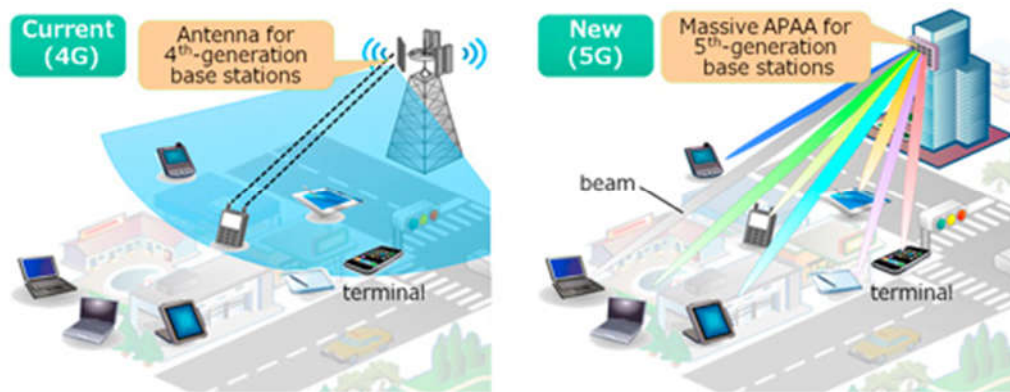 Current
(4G)
Antenna for
4th-generation
base stations
terminal
New
(5G)
Massive APAA for
5th-generation
base stations
beam
terminal